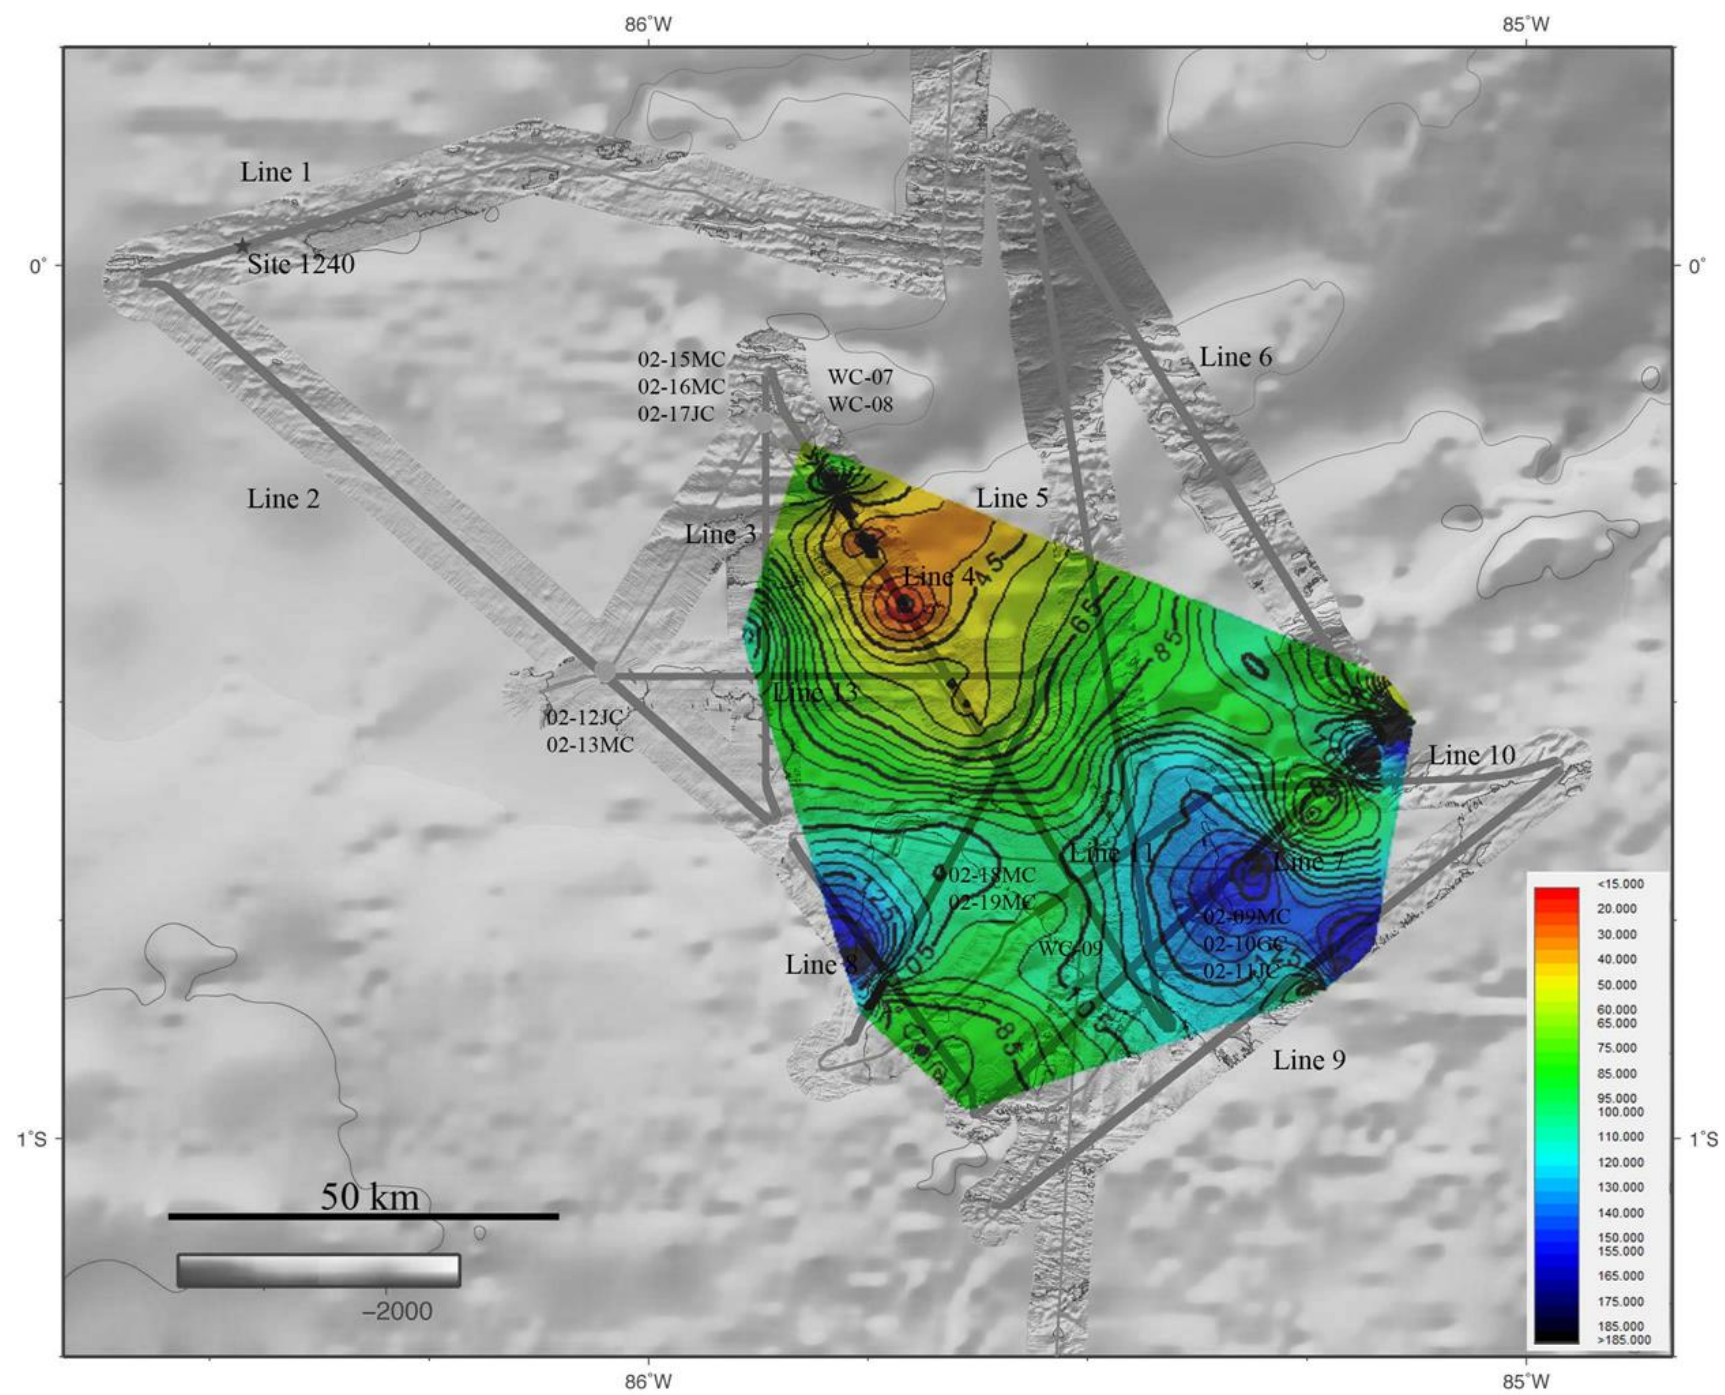 86°W
85°W
Line 1
0°
Site 1240
0°
02-15MC
02-16MC
02-17JC
WC-07
WC-08
Line 6
Line 2
Line 5
Line 3
Line 4
45
65
85
Line 13
02-12JC
02-13MC
Line 10
Line 11
Line 7
02-18MC
02-19MC
125
02-09MC
02-10GC
02-11JC
WC-09
Line 8
105
125
105
85
Line 9
1°S
1°S
50 km
−2000
<15.000
20.000
30.000
40.000
50.000
60.000
65.000
75.000
85.000
95.000
100.000
110.000
120.000
130.000
140.000
150.000
155.000
165.000
175.000
185.000
>185.000
86°W
85°W